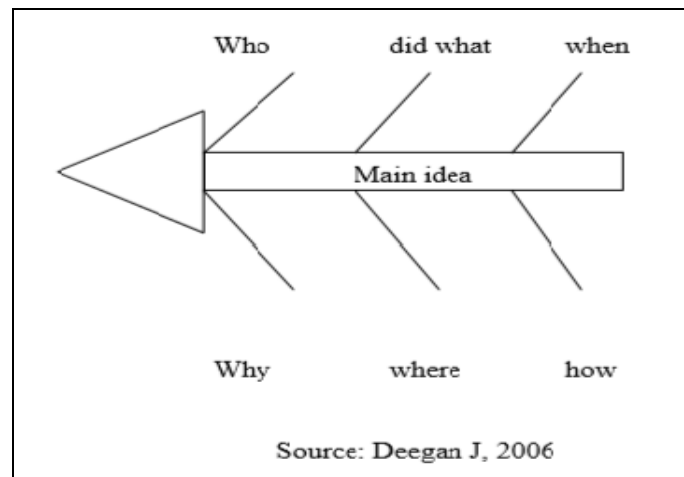 Who did what when
Main idea
Why where how
Source: Deegan J, 2006